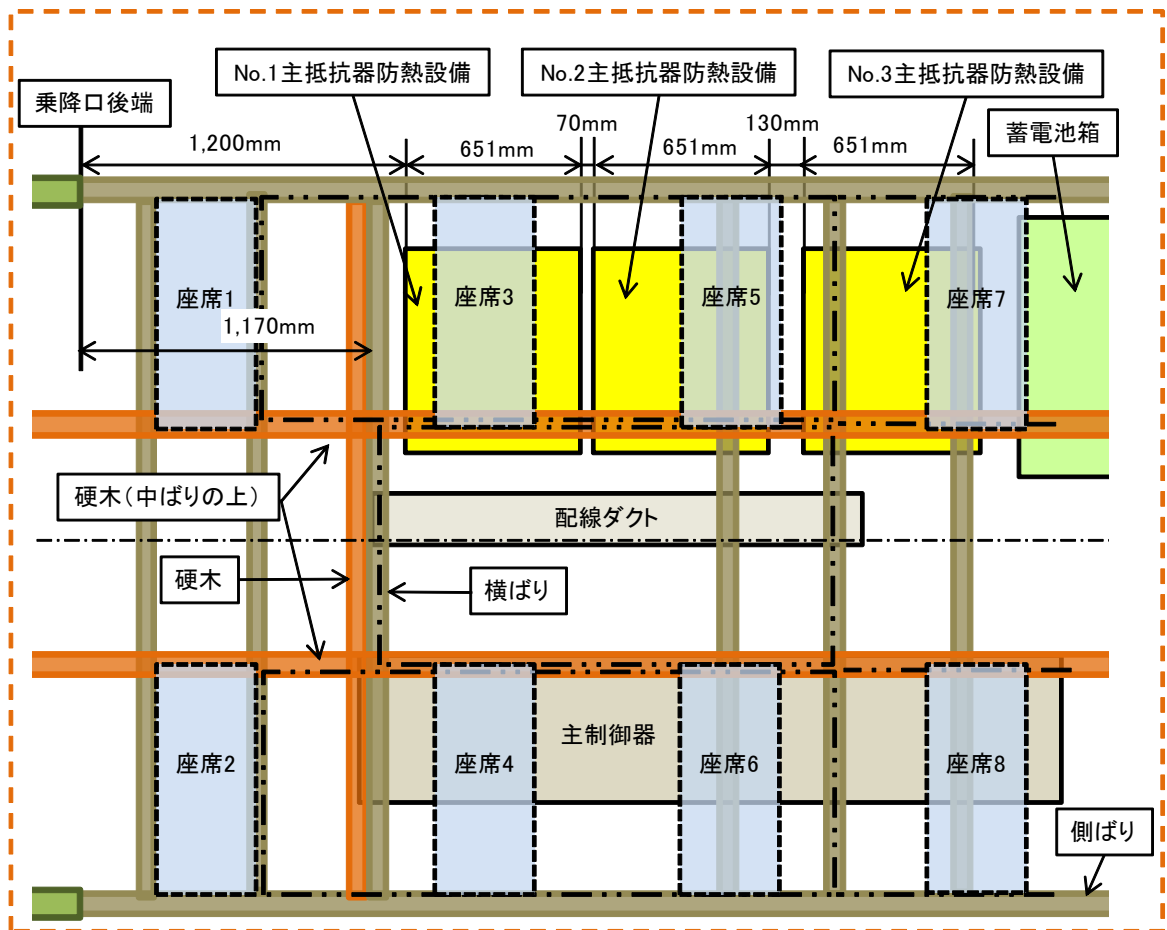 No.1主抵抗器防熱設備
No.2主抵抗器防熱設備
No.3主抵抗器防熱設備
乗降口後端
蓄電池箱
1,200mm
651mm
70mm
651mm
130mm
651mm
座席1
座席3
座席5
座席7
1,170mm
硬木(中ばりの上)
配線ダクト
硬木
横ばり
主制御器
座席2
座席4
座席6
座席8
側ばり